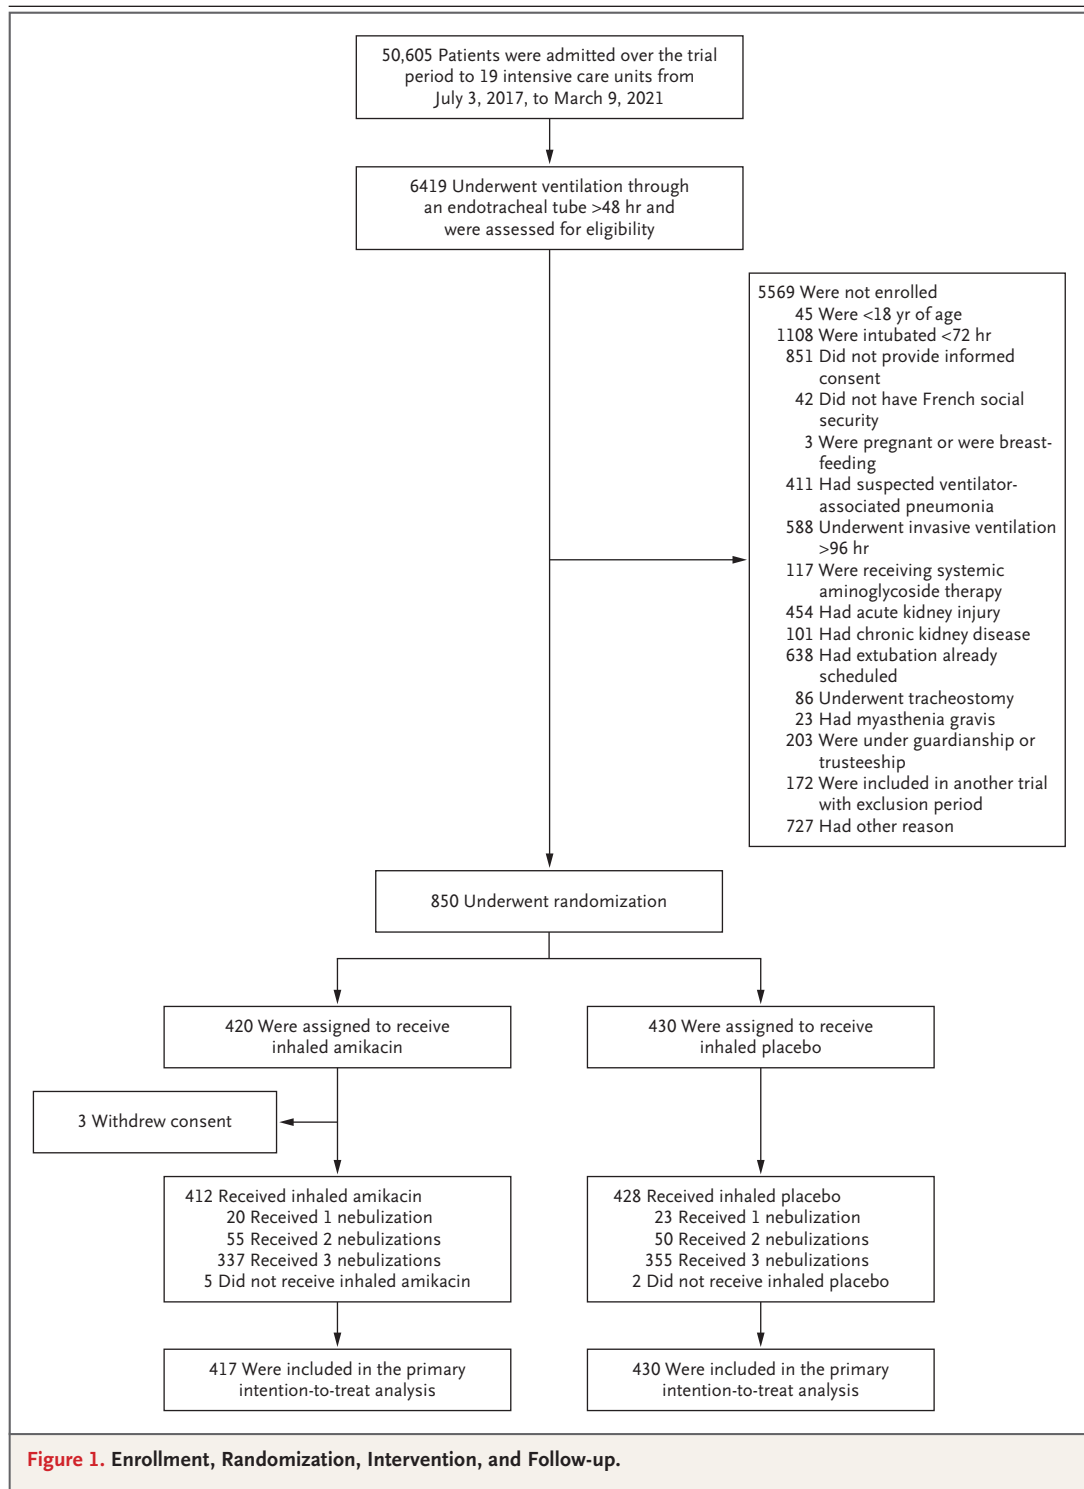 50,605 Patients were admitted over the trial
period to 19 intensive care units from
July 3, 2017, to March 9, 2021
6419 Underwent ventilation through
an endotracheal tube >48 hr and
were assessed for eligibility
5569 Were not enrolled
45 Were <18 yr of age
1108 Were intubated <72 hr
851 Did not provide informed
consent
42 Did not have French social
security
3 Were pregnant or were breast-
feeding
411 Had suspected ventilator-
associated pneumonia
588 Underwent invasive ventilation
>96 hr
117 Were receiving systemic
aminoglycoside therapy
454 Had acute kidney injury
101 Had chronic kidney disease
638 Had extubation already
scheduled
86 Underwent tracheostomy
23 Had myasthenia gravis
203 Were under guardianship or
trusteeship
172 Were included in another trial
with exclusion period
727 Had other reason
850 Underwent randomization
420 Were assigned to receive
inhaled amikacin
430 Were assigned to receive
inhaled placebo
3 Withdrew consent
412 Received inhaled amikacin
20 Received 1 nebulization
55 Received 2 nebulizations
337 Received 3 nebulizations
5 Did not receive inhaled amikacin
428 Received inhaled placebo
23 Received 1 nebulization
50 Received 2 nebulizations
355 Received 3 nebulizations
2 Did not receive inhaled placebo
417 Were included in the primary
intention-to-treat analysis
430 Were included in the primary
intention-to-treat analysis
Figure 1. Enrollment, Randomization, Intervention, and Follow-up.